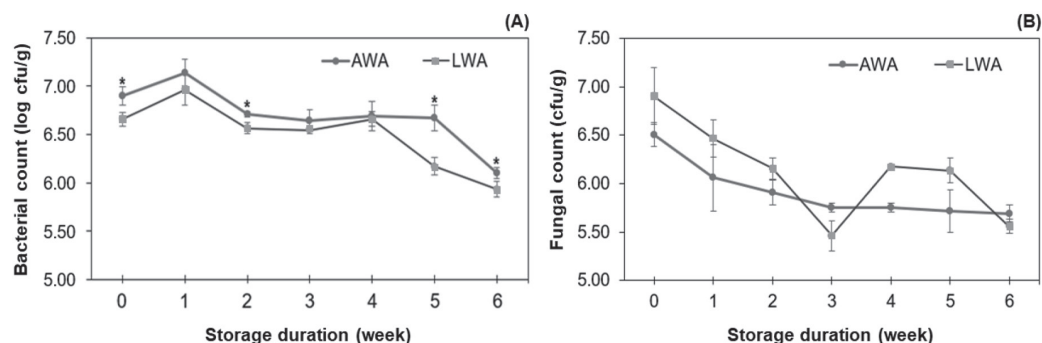 (A)
Bacterial count (log cfu/g)
7.50
7.00
6.50
6.00
5.50
5.00
AWA LWA
*
*
*
*
0 1 2 3 4 5 6
Storage duration (week)
(B)
Fungal count (cfu/g)
7.50
7.00
6.50
6.00
5.50
5.00
AWA LWA
0 1 2 3 4 5 6
Storage duration (week)